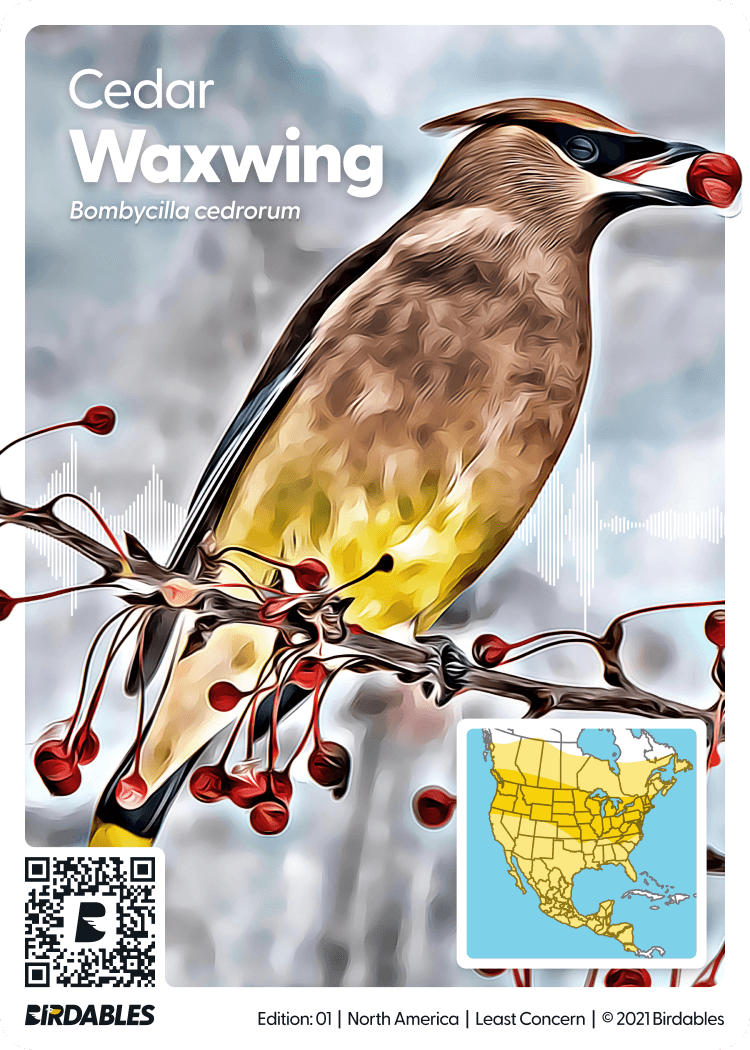 Cedar
Waxwing
Bombycilla cedrorum
B
BIRDABLES
Edition: 01 | North America | Least Concern | © 2021 Birdables